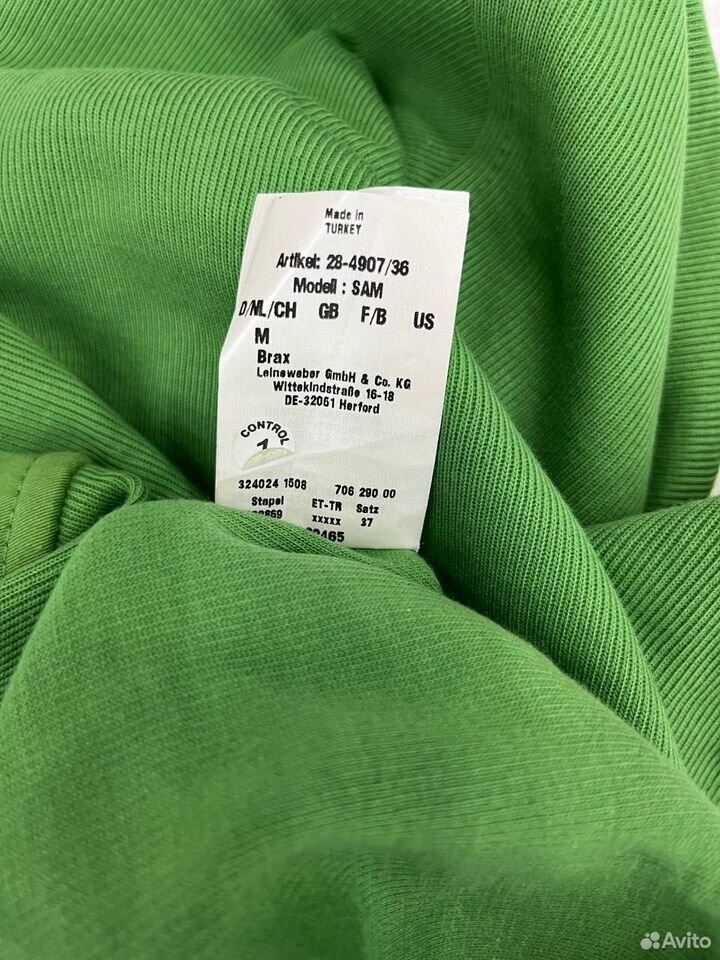 Made in
TURKEY
Artikel: 28-4907/36
Modell : SAM
D/NL/CH GB F/B US
M
Brax
Leineweber GmbH & Co. KG
Wittekindstraße 16-18
DE-32051 Herford
CONTROL
1
324024 1508 706 290 00
Stapel ET-TR Satz
xxxxx 37
Avito